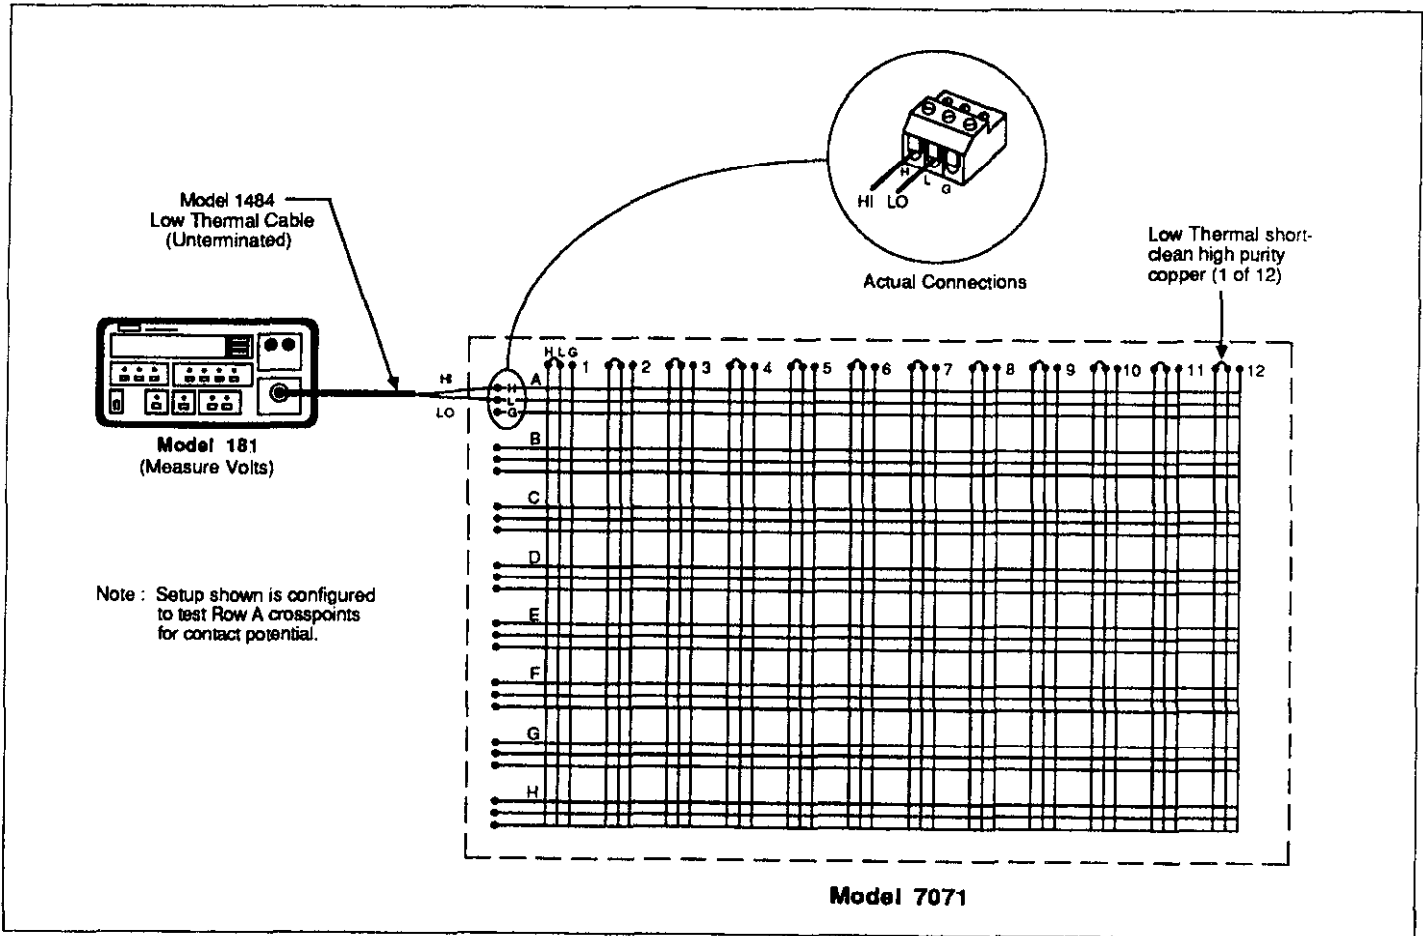 H
L
G
HI LO
Actual Connections
Model 1484
Low Thermal Cable
(Unterminated)
Low Thermal short-
clean high purity
copper (1 of 12)
H L G
1 2 3 4 5 6 7 8 9 10 11 12
HI
LO
H
L
G
A
B
C
D
E
F
G
H
Model 181
(Measure Volts)
Note : Setup shown is configured
to test Row A crosspoints
for contact potential.
Model 7071